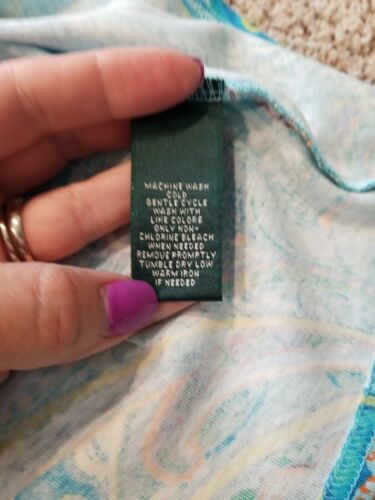 MACHINE WASH
COLD
GENTLE CYCLE
WASH WITH
LIKE COLORS
ONLY NON-
CHLORINE BLEACH
WHEN NEEDED
REMOVE PROMPTLY
TUMBLE DRY LOW
WARM IRON
IF NEEDED